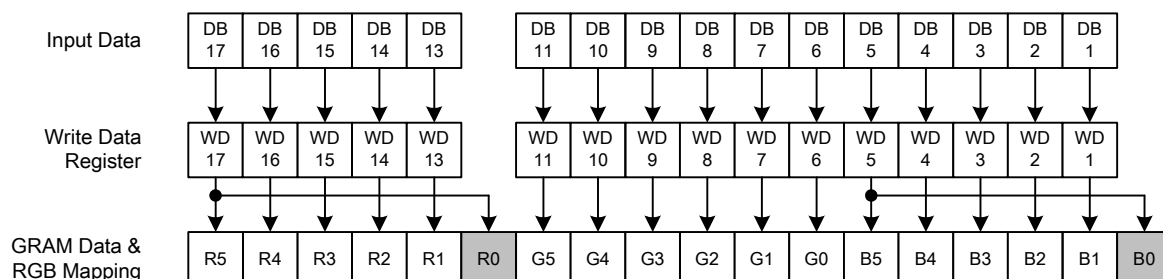 Input Data
DB DB DB DB DB DB DB DB DB DB DB DB DB DB DB DB
17 16 15 14 13 11 10 9 8 7 6 5 4 3 2 1
Write Data
Register
WD WD WD WD WD WD WD WD WD WD WD WD WD WD WD WD
17 16 15 14 13 11 10 9 8 7 6 5 4 3 2 1
GRAM Data &
RGB Mapping
R5 R4 R3 R2 R1 R0 G5 G4 G3 G2 G1 G0 B5 B4 B3 B2 B1 B0